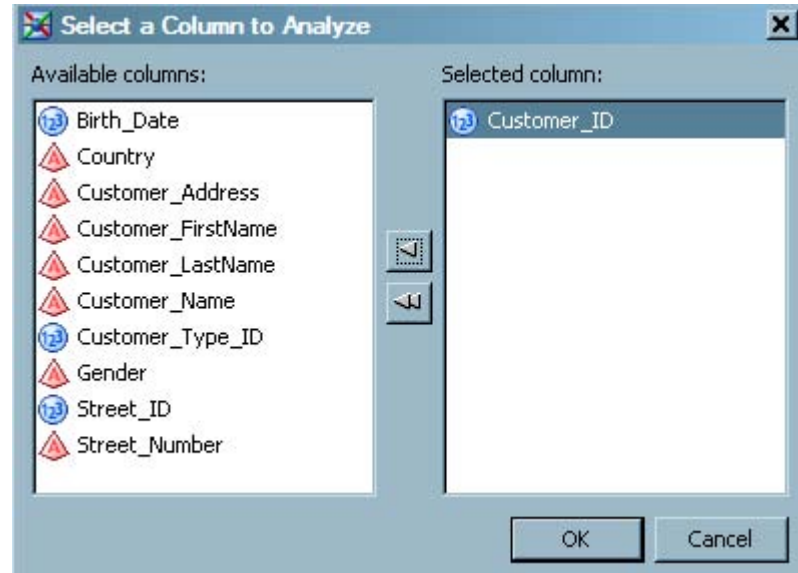 Select a Column to Analyze
Available columns:
Birth_Date
Country
Customer_Address
Customer_FirstName
Customer_LastName
Customer_Name
Customer_Type_ID
Gender
Street_ID
Street_Number
Selected column:
Customer_ID
OK
Cancel